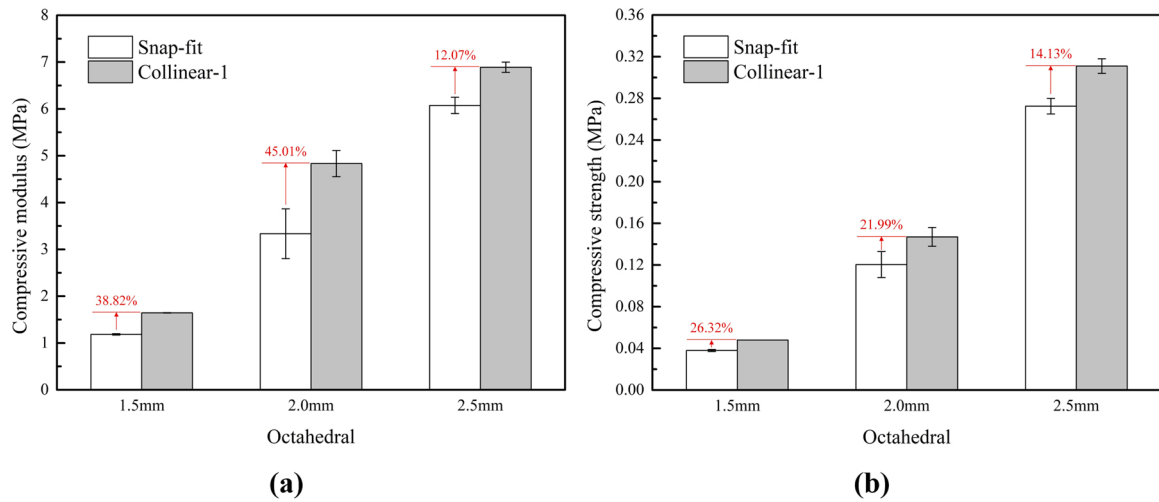 8
7
6
5
4
3
2
1
0
Compressive modulus (MPa)
Snap-fit
Collinear-1
38.82%
45.01%
12.07%
1.5mm
2.0mm
2.5mm
Octahedral
(a)
0.36
0.32
0.28
0.24
0.20
0.16
0.12
0.08
0.04
0.00
Compressive strength (MPa)
Snap-fit
Collinear-1
26.32%
21.99%
14.13%
1.5mm
2.0mm
2.5mm
Octahedral
(b)